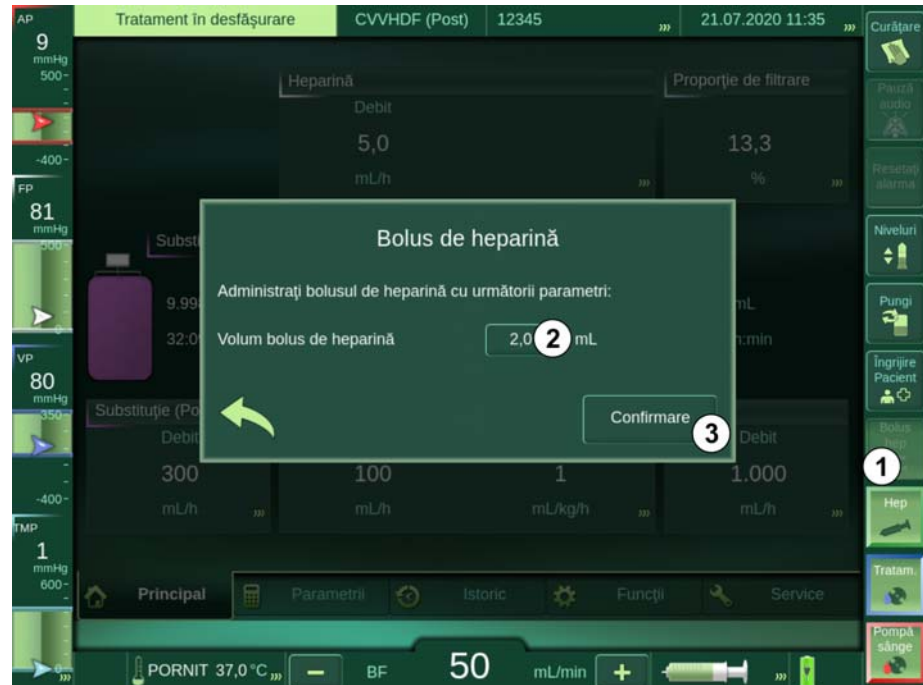 AP
9
mmHg
500
-400
FP
81
mmHg
500
0
VP
80
mmHg
350
-400
TMP
1
mmHg
600
0
Tratament în desfășurare
CVVHDF (Post)
12345
21.07.2020 11:35
Heparină
Debit
5,0
mL/h
Proporție de filtrare
13,3
%
Bolus de heparină
Administrați bolusul de heparină cu următorii parametri:
Volum bolus de heparină
2,0
2
mL
Confirmare
3
Substituție (Po
Debit
300
mL/h
100
mL/h
1
mL/kg/h
Debit
1.000
mL/h
Principal
Parametrii
Istoric
Funcții
Service
PORNIT 37,0 °C
BF
50
mL/min
Curățare
Pauză
audio
Resetați
alarma
Niveluri
Pungi
Îngrijire
Pacient
Bolus
hep
1
Hep
Tratam.
Pompă
sânge